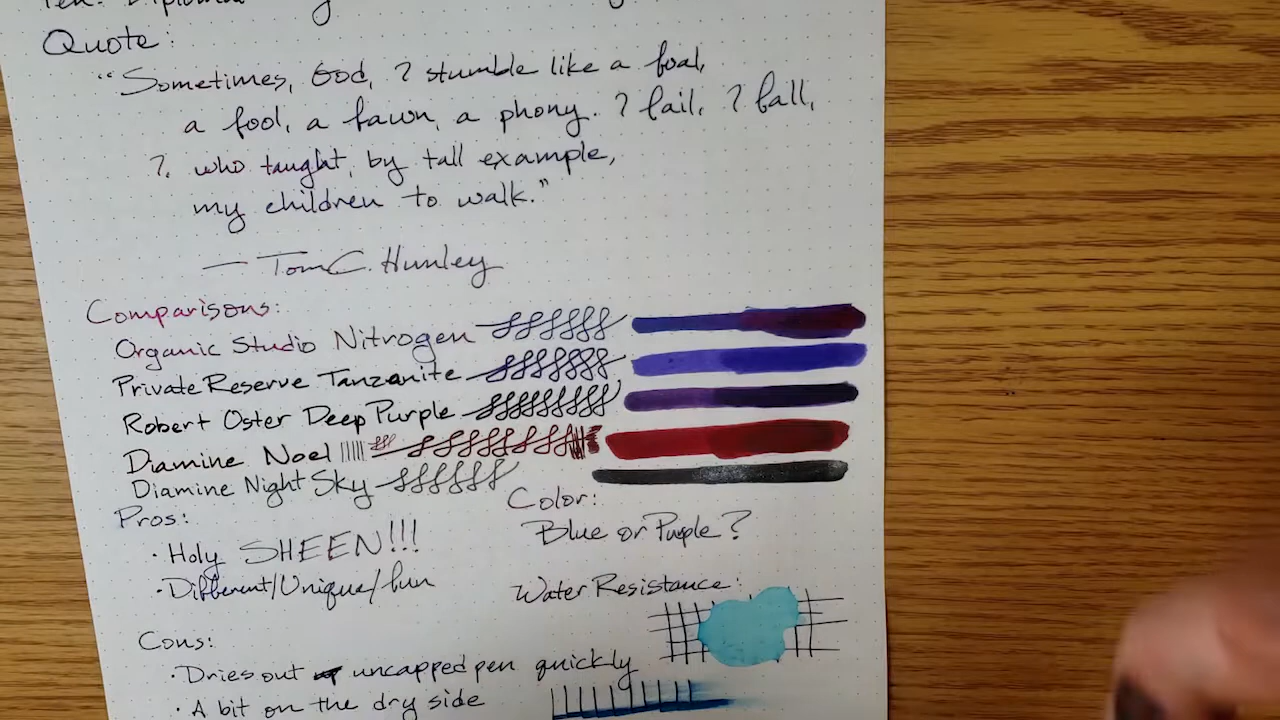 Pen: Diplomat
Quote:
"Sometimes, God, I stumble like a foal,
a fool, a fawn, a phony. I fail. I fall,
I, who taught, by tall example,
my children to walk."
— Tom C. Hunley
Comparisons:
Organic Studio Nitrogen
Private Reserve Tanzanite
Robert Oster Deep Purple
Diamine Noel
Diamine Night Sky
Pros:
· Holy SHEEN!!!
· Different/Unique/fun
Color:
Blue or Purple?
Water Resistance:
Cons:
· Dries out uncapped pen quickly
· A bit on the dry side